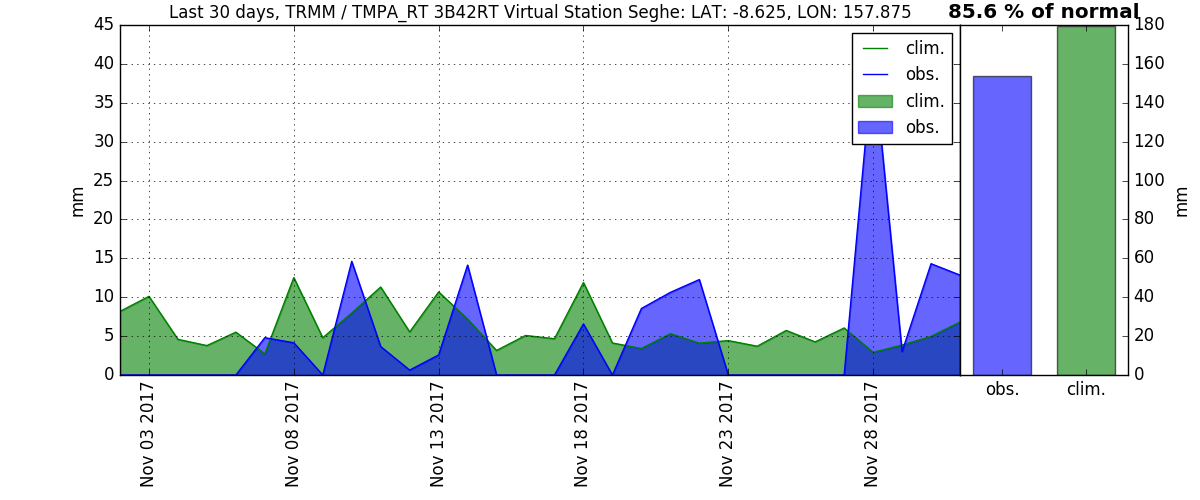 Last 30 days, TRMM / TMPA_RT 3B42RT Virtual Station Seghe: LAT: -8.625, LON: 157.875
85.6 % of normal
45
40
35
30
25
20
15
10
5
0
mm
clim.
obs.
clim.
obs.
180
160
140
120
100
80
60
40
20
0
mm
Nov 03 2017
Nov 08 2017
Nov 13 2017
Nov 18 2017
Nov 23 2017
Nov 28 2017
obs.
clim.